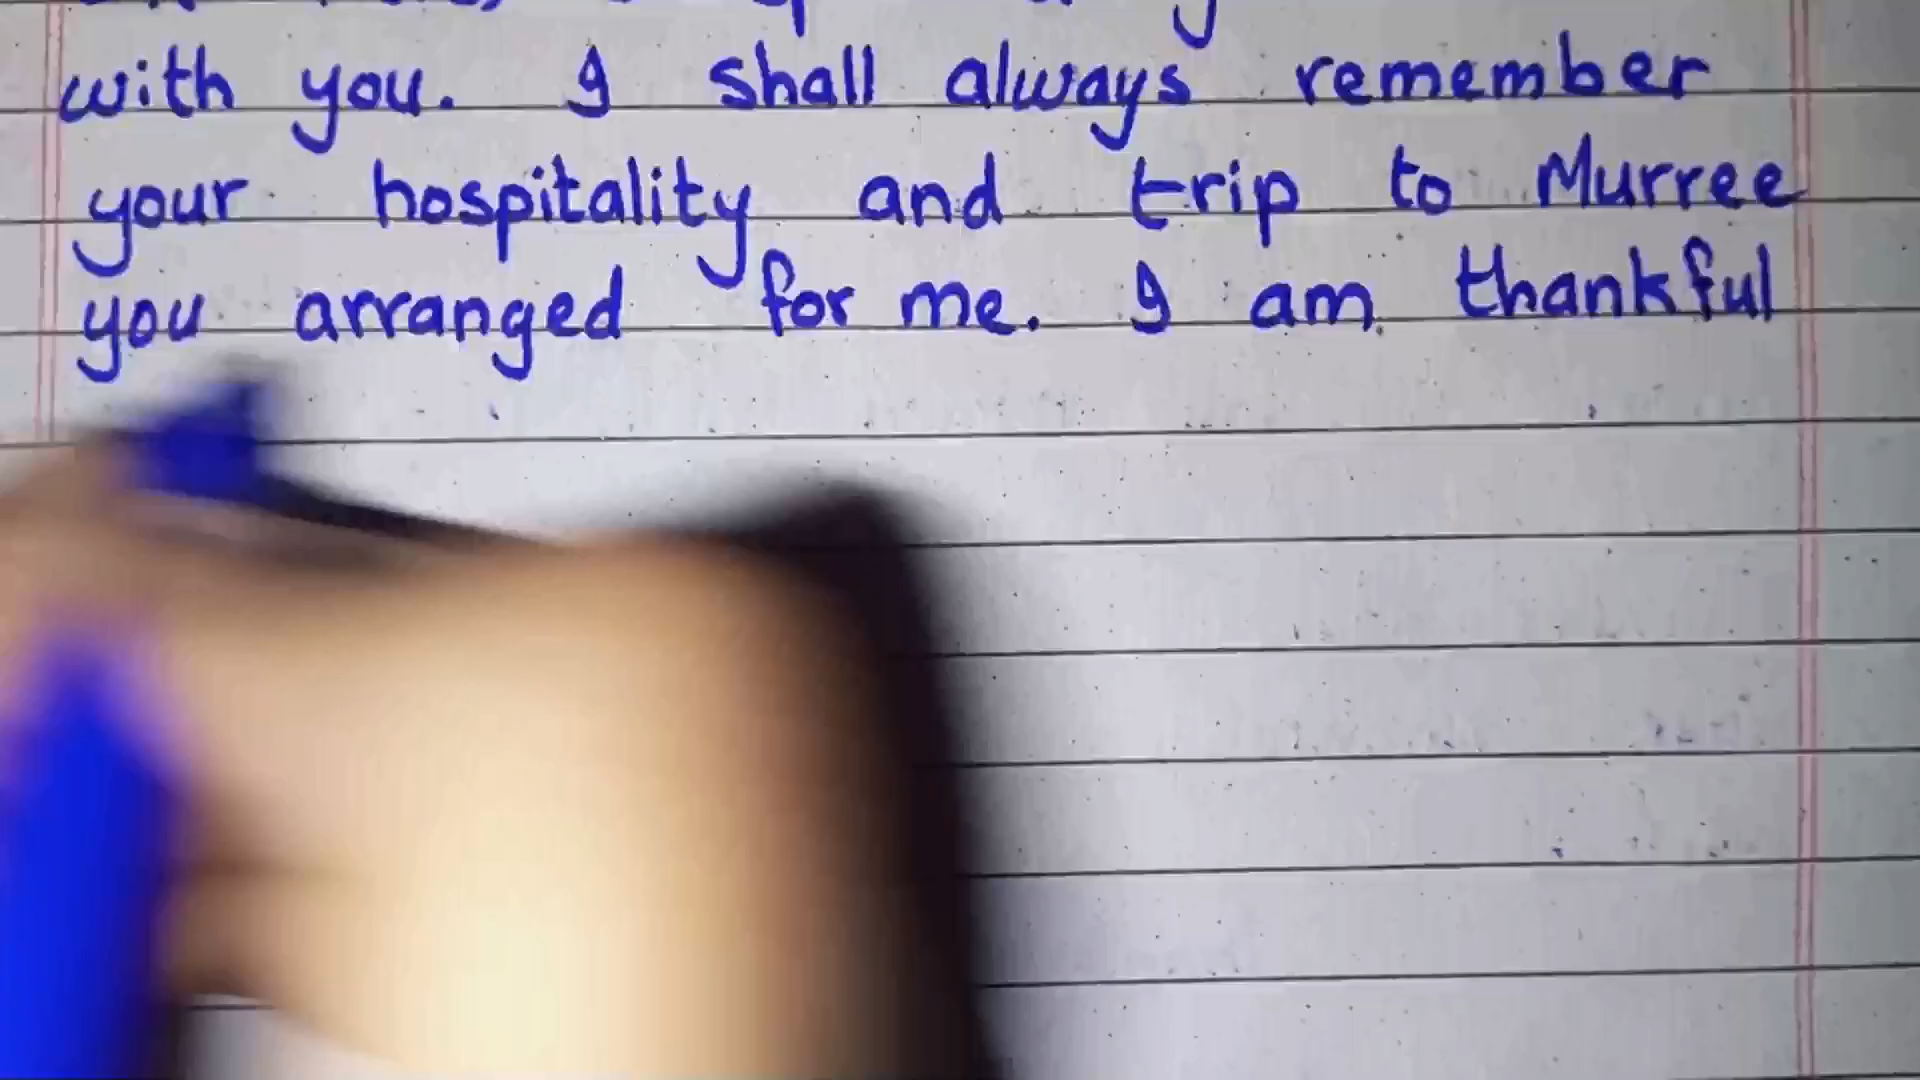 with you. I shall always remember
your hospitality and trip to Murree
you arranged for me. I am thankful